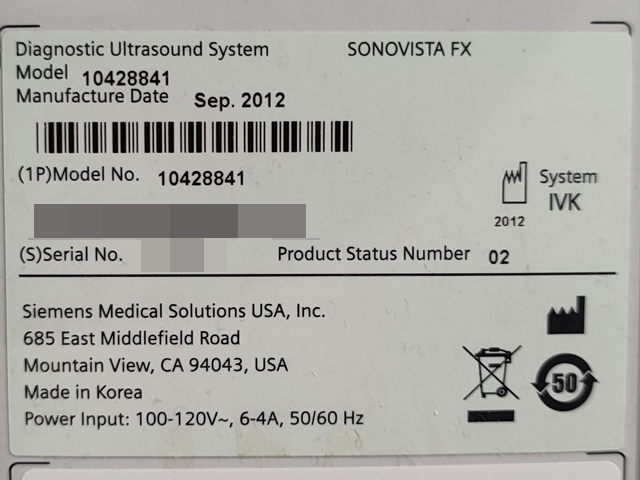 Diagnostic Ultrasound System SONOVISTA FX
Model 10428841
Manufacture Date Sep. 2012
(1P)Model No. 10428841
System
IVK
2012
(S)Serial No. Product Status Number 02
Siemens Medical Solutions USA, Inc.
685 East Middlefield Road
Mountain View, CA 94043, USA
Made in Korea
Power Input: 100-120V~, 6-4A, 50/60 Hz
50